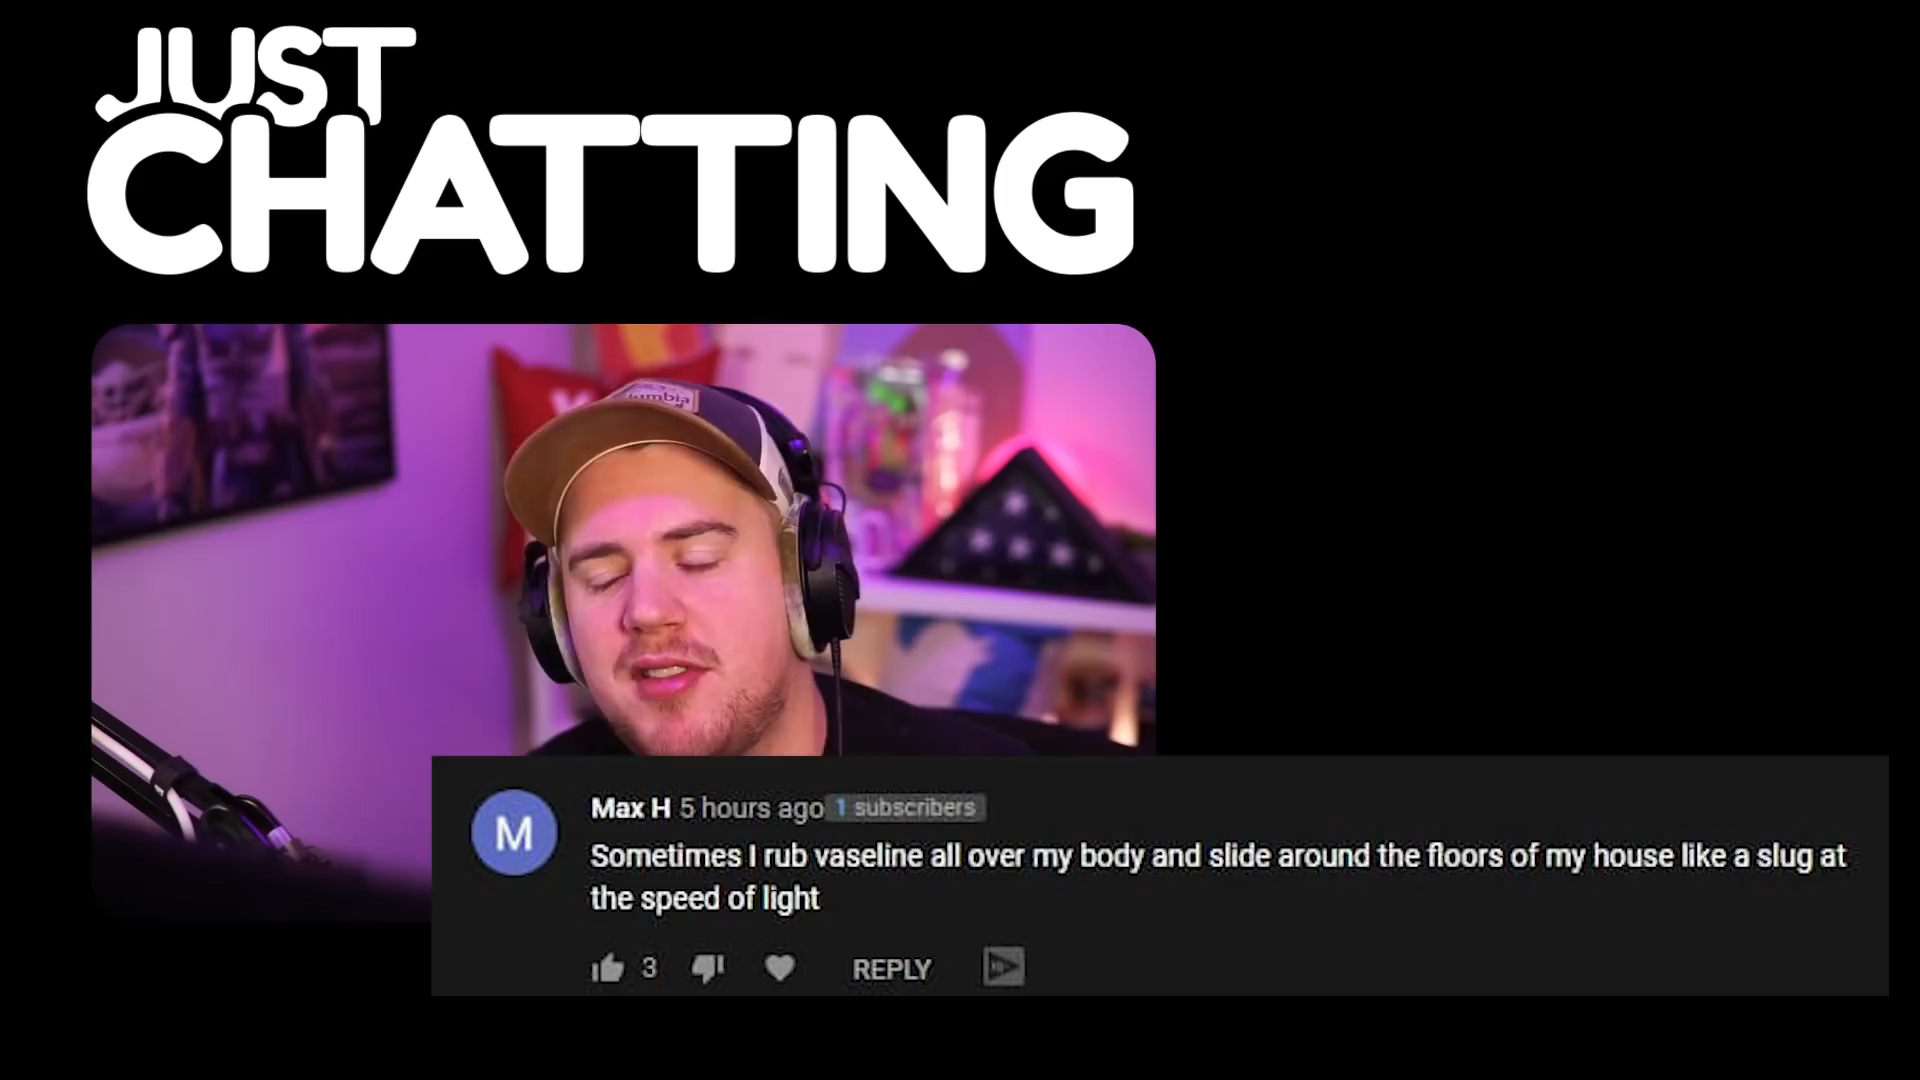 JUST
CHATTING
umbia
Max H 5 hours ago 1 subscribers
Sometimes I rub vaseline all over my body and slide around the floors of my house like a slug at
the speed of light
3 REPLY